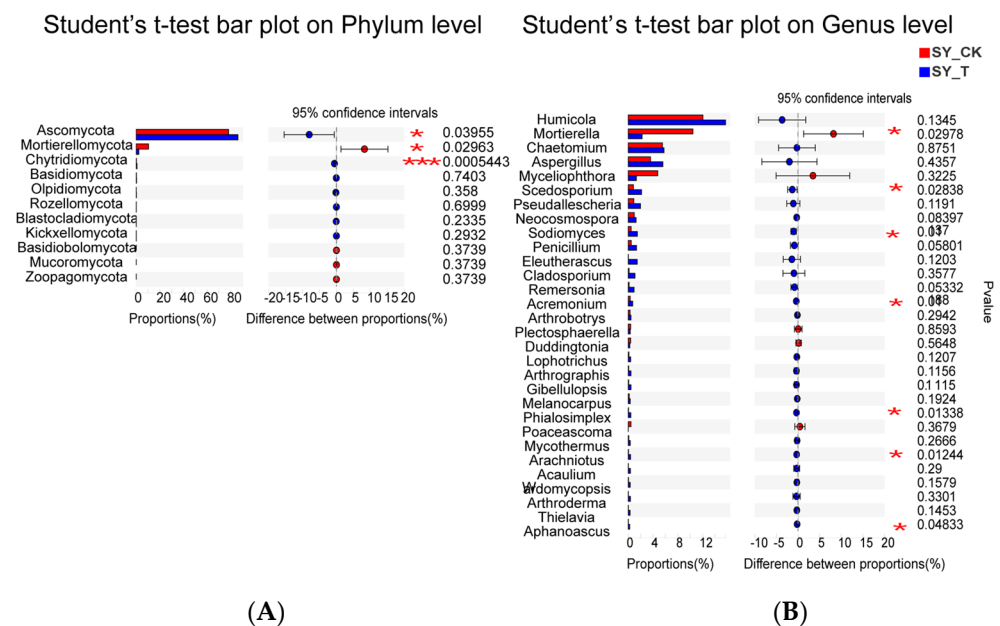 Student's t-test bar plot on Phylum level
95% confidence intervals
Ascomycota * 0.03955
Mortierellomycota * 0.02963
Chytridiomycota *** 0.0005443
Basidiomycota 0.7403
Olpidiomycota 0.358
Rozellomycota 0.6999
Blastocladiomycota 0.2335
Kickxellomycota 0.2932
Basidiobolomycota 0.3739
Mucoromycota 0.3739
Zoopagomycota 0.3739
0 20 40 60 80 -20 -15 -10 -5 0 5 10 15 20
Proportions(%) Difference between proportions(%)
(A)
Student's t-test bar plot on Genus level
SY_CK
SY_T
95% confidence intervals
Humicola 0.1345
Mortierella * 0.02978
Chaetomium 0.8751
Aspergillus 0.4357
Myceliophthora 0.3225
Scedosporium * 0.02838
Pseudallescheria 0.1191
Neocosmospora 0.08397
Sodiomyces *
Penicillium 0.05801
Eleutherascus 0.1203
Cladosporium 0.3577
Remersonia 0.05332
Acremonium *
Arthrobotrys 0.2942
Plectosphaerella 0.8593
Duddingtonia 0.5648
Lophotrichus 0.1207
Arthrographis 0.1156
Gibellulopsis 0.1115
Melanocarpus 0.1924
Phialosimplex * 0.01338
Poaceascoma 0.3679
Mycothermus 0.2666
Arachniotus * 0.01244
Acaulium 0.29
Wardomycopsis 0.1579
Arthroderma 0.3301
Thielavia 0.1453
Aphanoascus * 0.04833
0 4 8 12 -10 -5 0 5 10 15 20
Proportions(%) Difference between proportions(%)
Pvalue
(B)